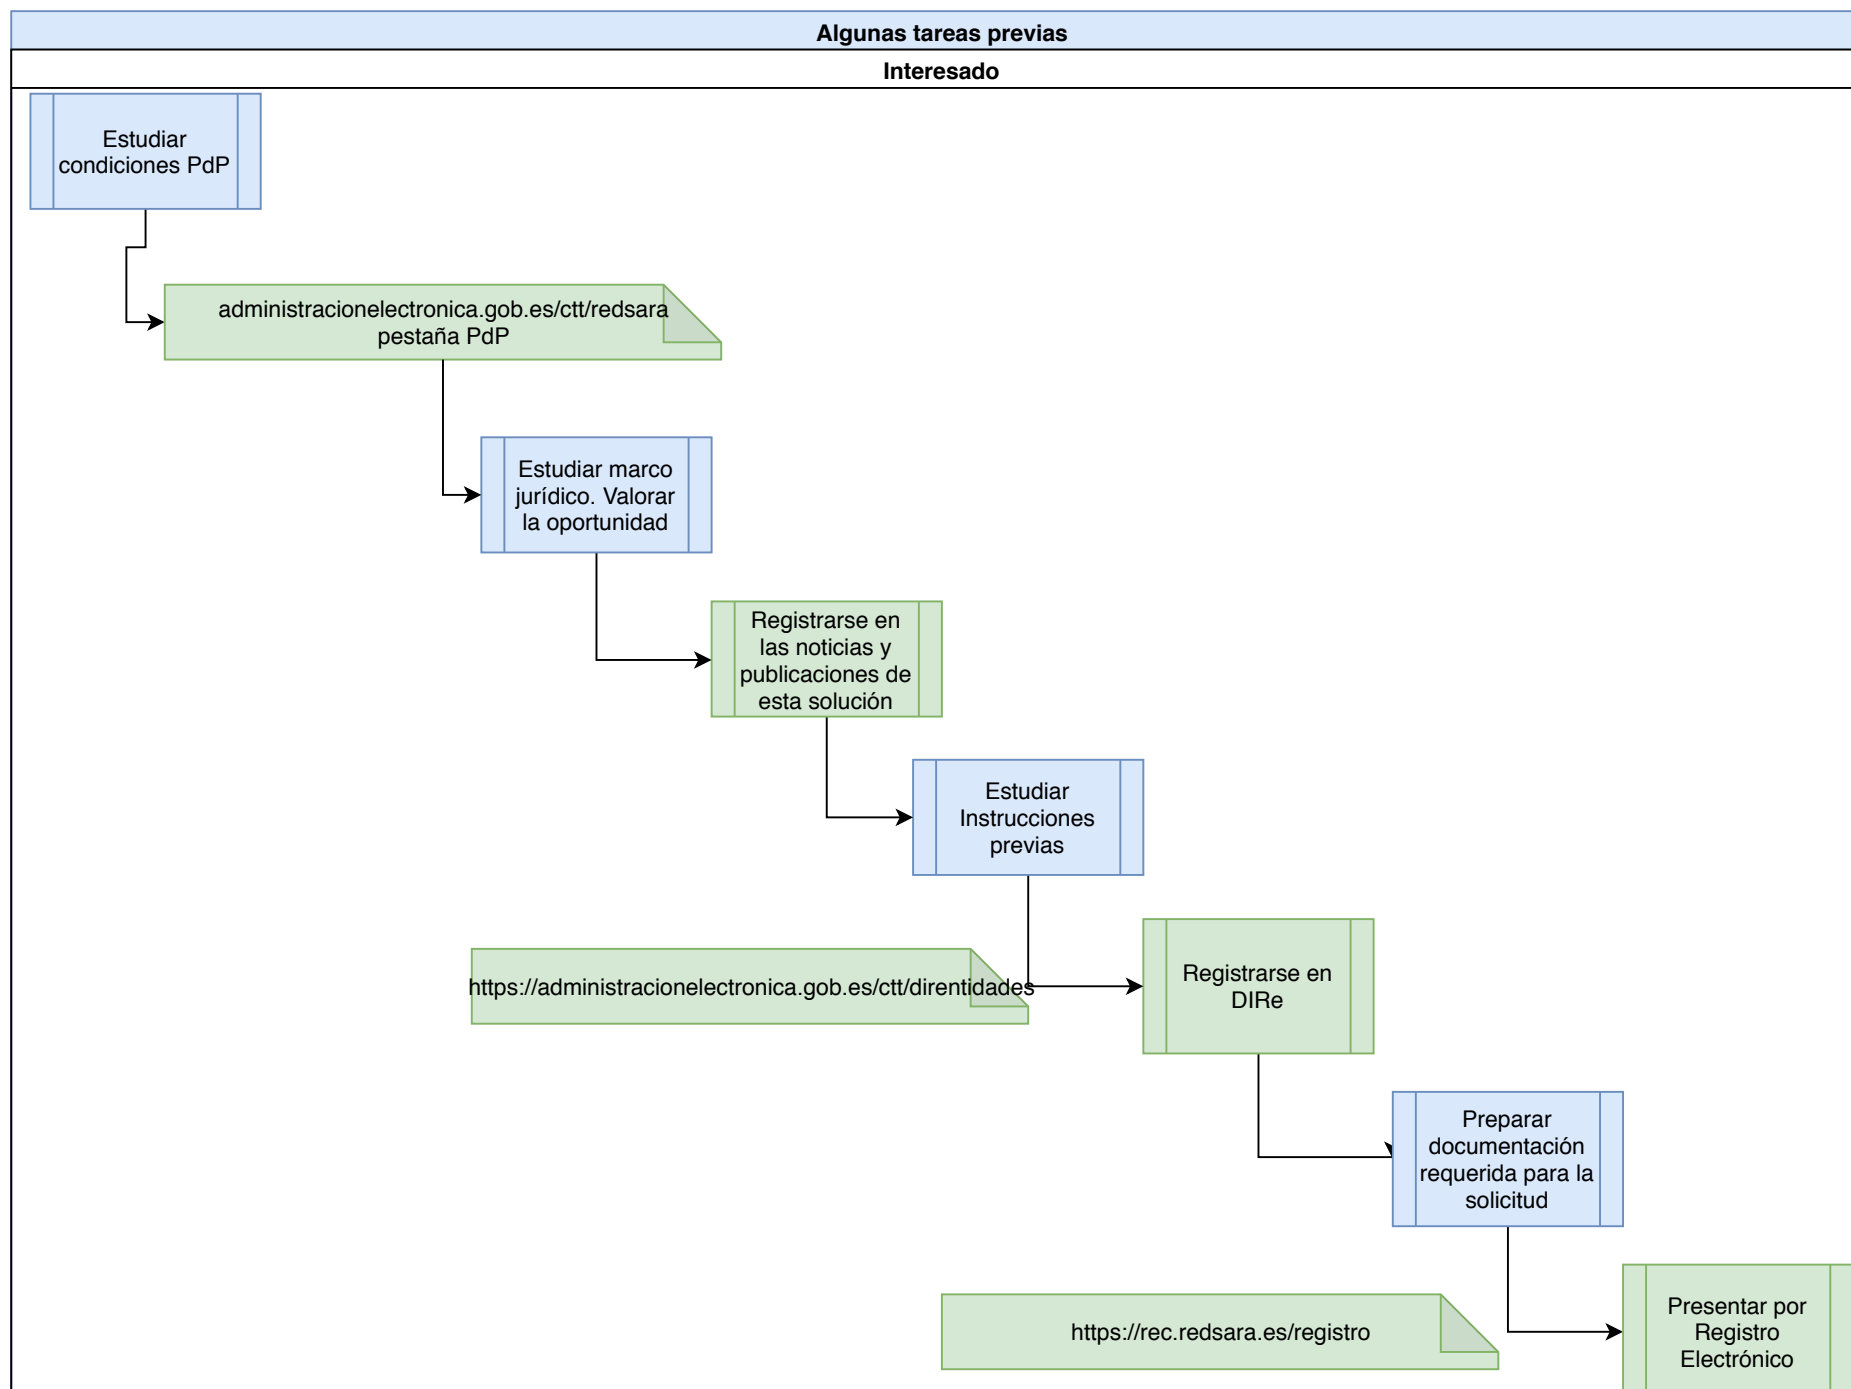 Algunas tareas previas
Interesado
Estudiar
condiciones PdP
administracionelectronica.gob.es/ctt/redsara
pestaña PdP
Estudiar marco
jurídico. Valorar
la oportunidad
Registrarse en
las noticias y
publicaciones de
esta solución
Estudiar
Instrucciones
previas
https://administracionelectronica.gob.es/ctt/direntidades
Registrarse en
DIRe
Preparar
documentación
requerida para la
solicitud
https://rec.redsara.es/registro
Presentar por
Registro
Electrónico